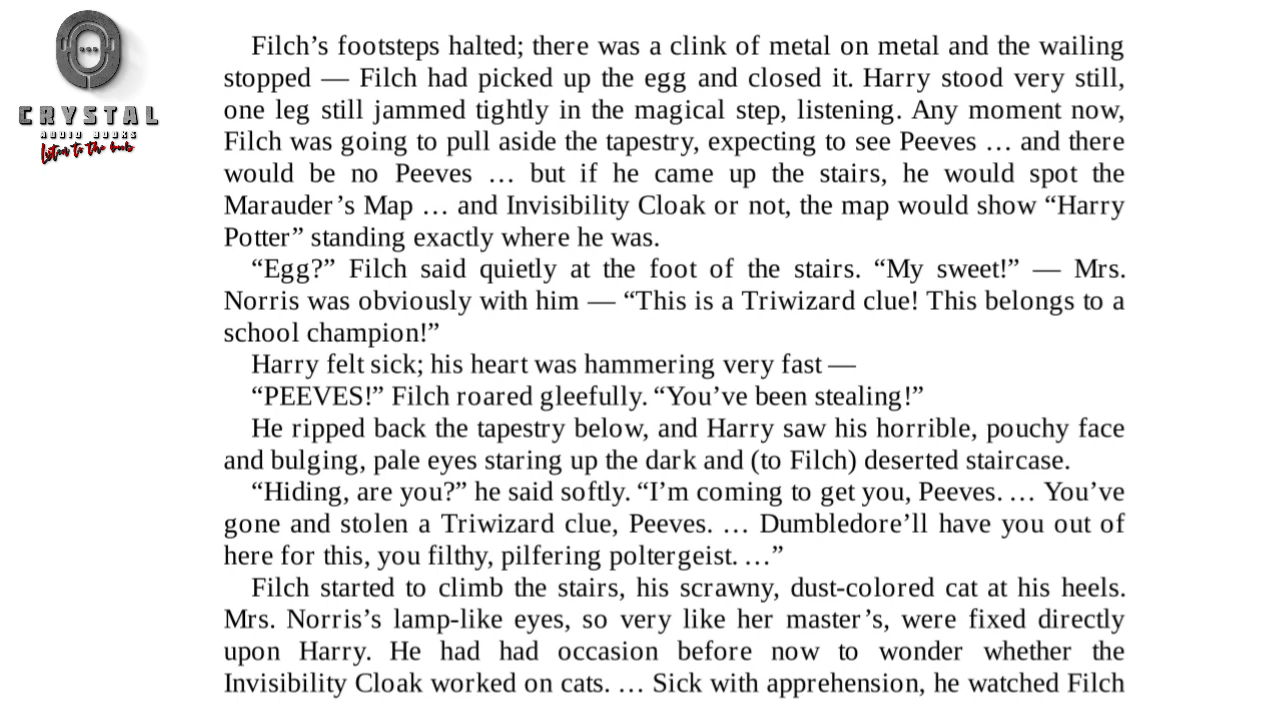 CRYSTAL
AUDIO BOOKS
Listen to the book
Filch’s footsteps halted; there was a clink of metal on metal and the wailing
stopped — Filch had picked up the egg and closed it. Harry stood very still,
one leg still jammed tightly in the magical step, listening. Any moment now,
Filch was going to pull aside the tapestry, expecting to see Peeves … and there
would be no Peeves … but if he came up the stairs, he would spot the
Marauder’s Map … and Invisibility Cloak or not, the map would show “Harry
Potter” standing exactly where he was.
“Egg?” Filch said quietly at the foot of the stairs. “My sweet!” — Mrs.
Norris was obviously with him — “This is a Triwizard clue! This belongs to a
school champion!”
Harry felt sick; his heart was hammering very fast —
“PEEVES!” Filch roared gleefully. “You’ve been stealing!”
He ripped back the tapestry below, and Harry saw his horrible, pouchy face
and bulging, pale eyes staring up the dark and (to Filch) deserted staircase.
“Hiding, are you?” he said softly. “I’m coming to get you, Peeves. … You’ve
gone and stolen a Triwizard clue, Peeves. … Dumbledore’ll have you out of
here for this, you filthy, pilfering poltergeist. …”
Filch started to climb the stairs, his scrawny, dust-colored cat at his heels.
Mrs. Norris’s lamp-like eyes, so very like her master’s, were fixed directly
upon Harry. He had had occasion before now to wonder whether the
Invisibility Cloak worked on cats. … Sick with apprehension, he watched Filch